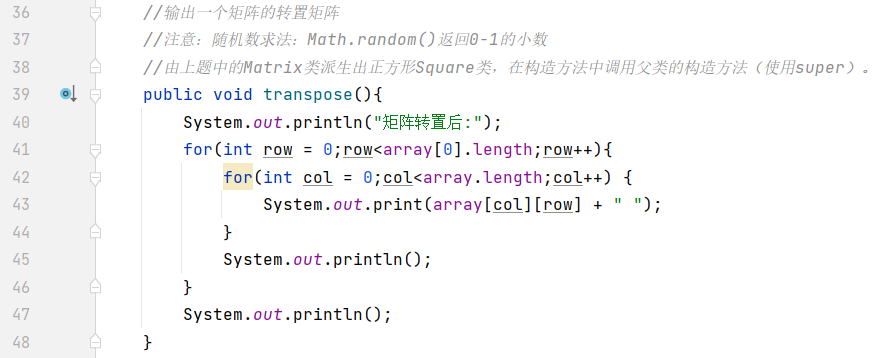 36 //输出一个矩阵的转置矩阵
37 //注意：随机数求法：Math.random()返回0-1的小数
38 //由上题中的Matrix类派生出正方形Square类，在构造方法中调用父类的构造方法（使用super）。
39 public void transpose(){
40 System.out.println("矩阵转置后:");
41 for(int row = 0;row<array[0].length;row++){
42 for(int col = 0;col<array.length;col++) {
43 System.out.print(array[col][row] + " ");
44 }
45 System.out.println();
46 }
47 System.out.println();
48 }